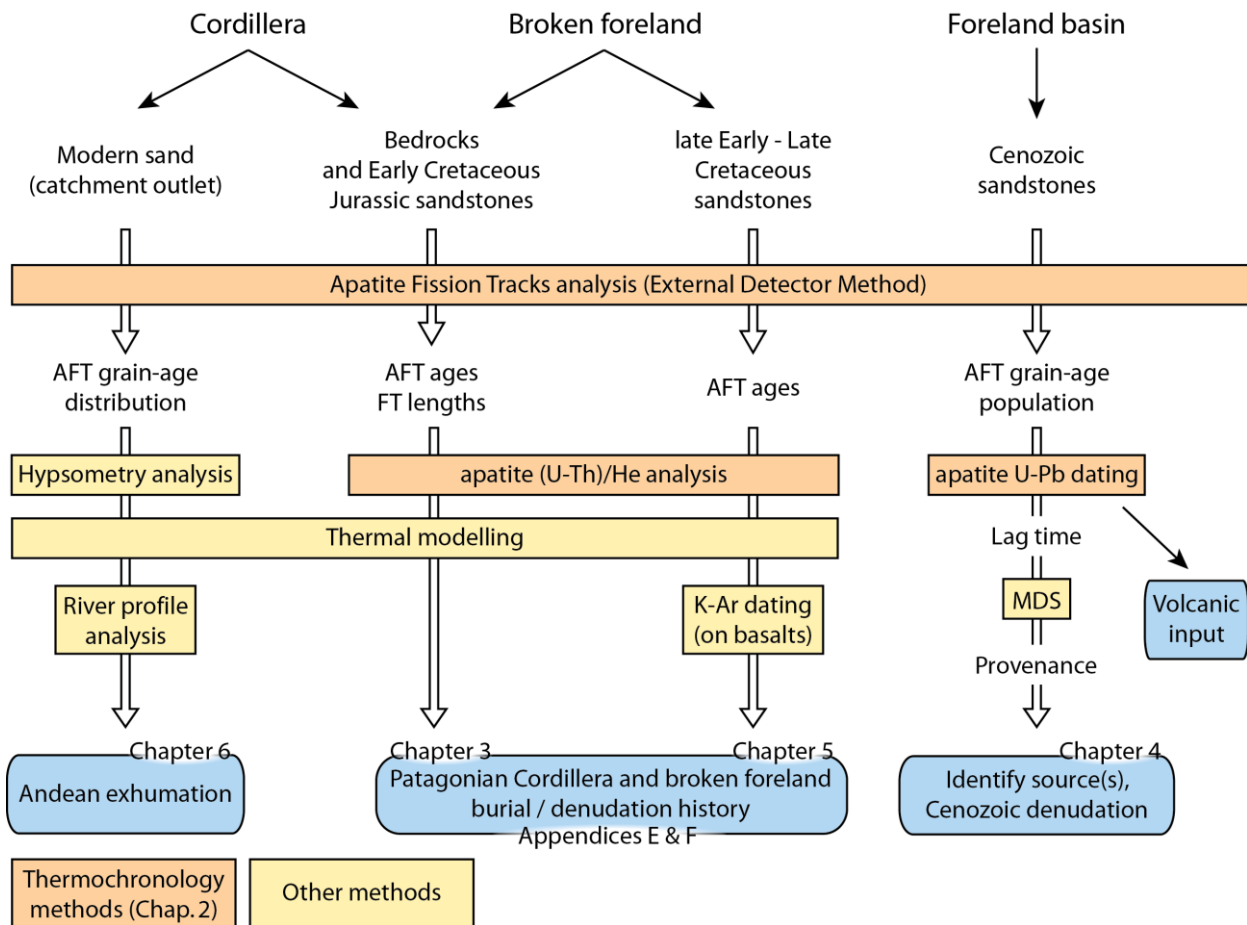 Cordillera
Broken foreland
Foreland basin
Modern sand
(catchment outlet)
Bedrocks
and Early Cretaceous
Jurassic sandstones
late Early - Late
Cretaceous
sandstones
Cenozoic
sandstones
Apatite Fission Tracks analysis (External Detector Method)
AFT grain-age
distribution
AFT ages
FT lengths
AFT ages
AFT grain-age
population
Hypsometry analysis
apatite (U-Th)/He analysis
apatite U-Pb dating
Thermal modelling
Lag time
River profile
analysis
K-Ar dating
(on basalts)
MDS
Volcanic
input
Provenance
Chapter 6
Andean exhumation
Chapter 3
Chapter 5
Patagonian Cordillera and broken foreland
burial / denudation history
Appendices E & F
Chapter 4
Identify source(s),
Cenozoic denudation
Thermochronology
methods (Chap. 2)
Other methods